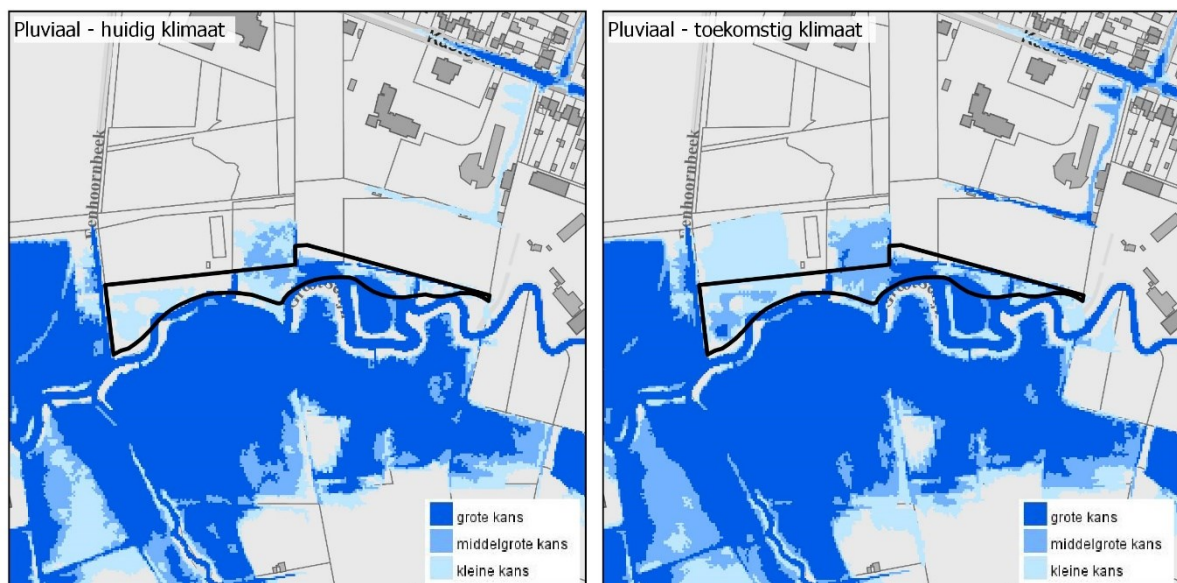 Pluviaal - huidig klimaat
grote kans
middelgrote kans
kleine kans
Pluviaal - toekomstig klimaat
grote kans
middelgrote kans
kleine kans